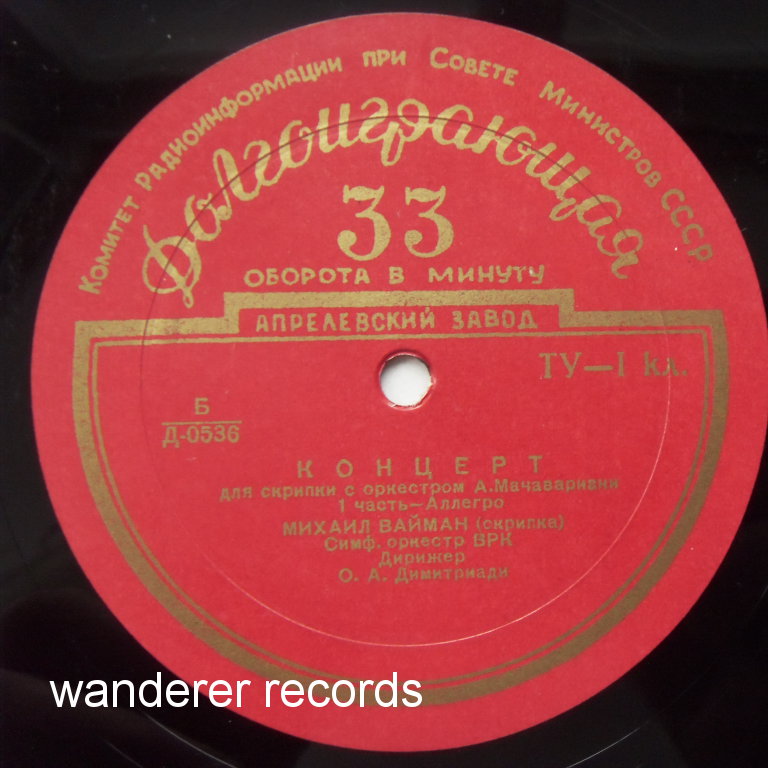 Комитет Радиоинформации при Совете Министров СССР
Долгоиграющая
33
ОБОРОТА В МИНУТУ
АПРЕЛЕВСКИЙ ЗАВОД
ТУ—I кл.
Б
Д-0536
КОНЦЕРТ
для скрипки с оркестром А.Мачавариани
1 часть—Аллегро
МИХАИЛ ВАЙМАН (скрипка)
Симф. оркестр ВРК
Дирижер
О. А. Димитриади
wanderer records